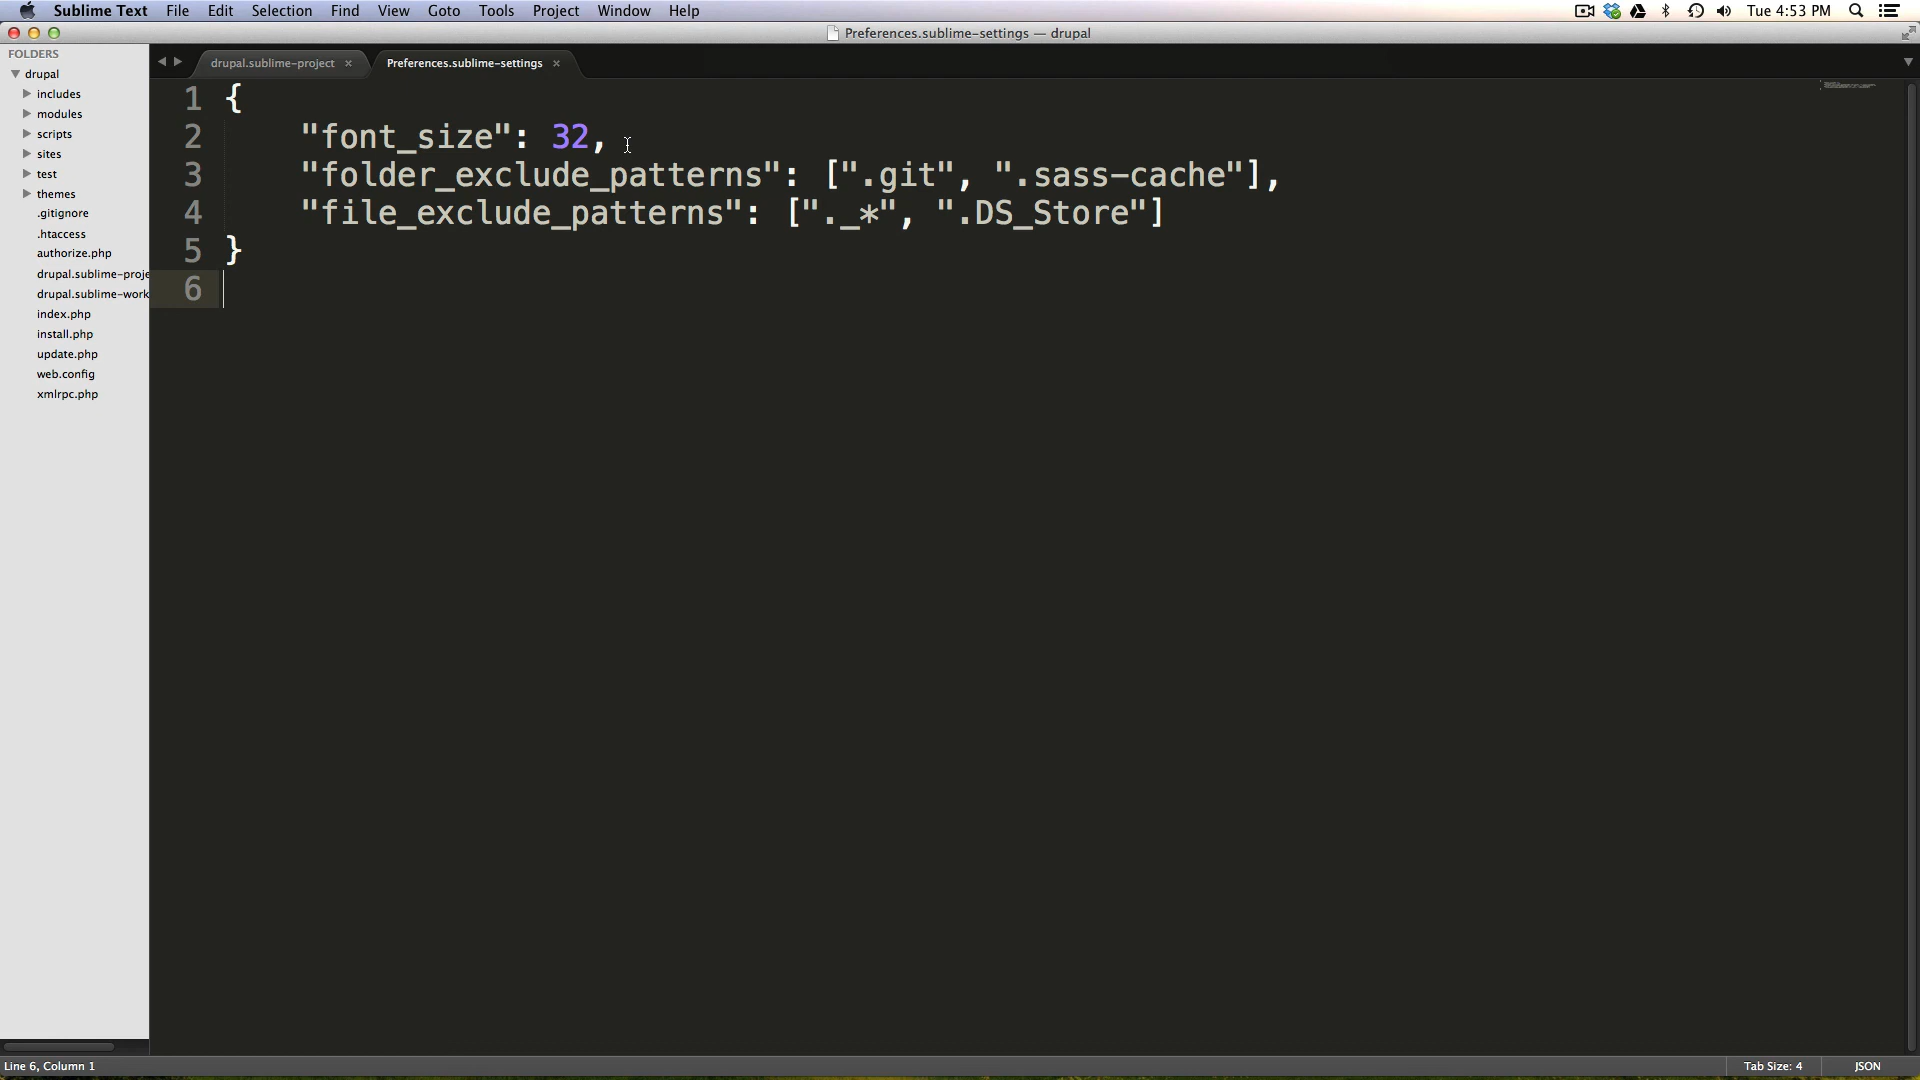 Sublime Text File Edit Selection Find View Goto Tools Project Window Help Tue 4:53 PM
Preferences.sublime-settings — drupal
FOLDERS
drupal
includes
modules
scripts
sites
test
themes
.gitignore
.htaccess
authorize.php
drupal.sublime-proje
drupal.sublime-work
index.php
install.php
update.php
web.config
xmlrpc.php
drupal.sublime-project × Preferences.sublime-settings ×
1 {
2 "font_size": 32,
3 "folder_exclude_patterns": [".git", ".sass-cache"],
4 "file_exclude_patterns": ["._*", ".DS_Store"]
5 }
6
Line 6, Column 1 Tab Size: 4 JSON